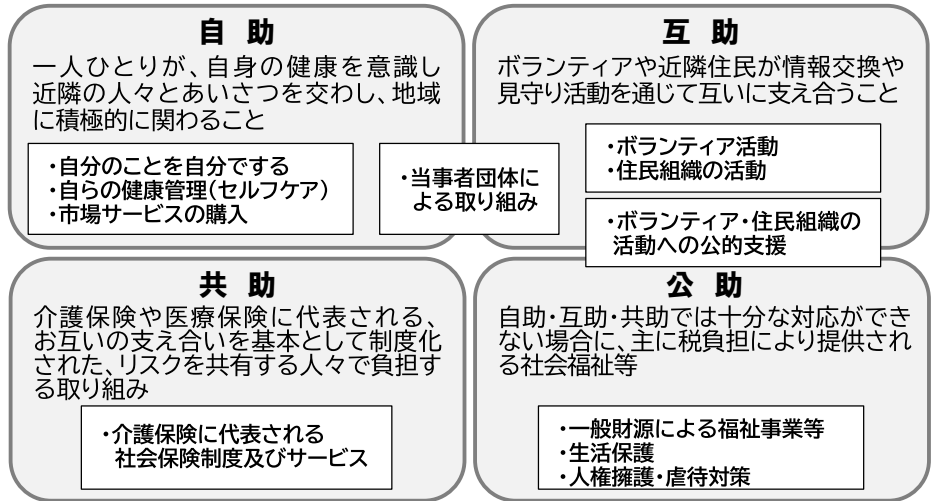 自 助
一人ひとりが、自身の健康を意識し
近隣の人々とあいさつを交わし、地域
に積極的に関わること
・自分のことを自分でする
・自らの健康管理(セルフケア)
・市場サービスの購入
・当事者団体に
よる取り組み
互 助
ボランティアや近隣住民が情報交換や
見守り活動を通じて互いに支え合うこと
・ボランティア活動
・住民組織の活動
・ボランティア・住民組織の
活動への公的支援
共 助
介護保険や医療保険に代表される、
お互いの支え合いを基本として制度化
された、リスクを共有する人々で負担す
る取り組み
・介護保険に代表される
社会保険制度及びサービス
公 助
自助・互助・共助では十分な対応ができ
ない場合に、主に税負担により提供され
る社会福祉等
・一般財源による福祉事業等
・生活保護
・人権擁護・虐待対策